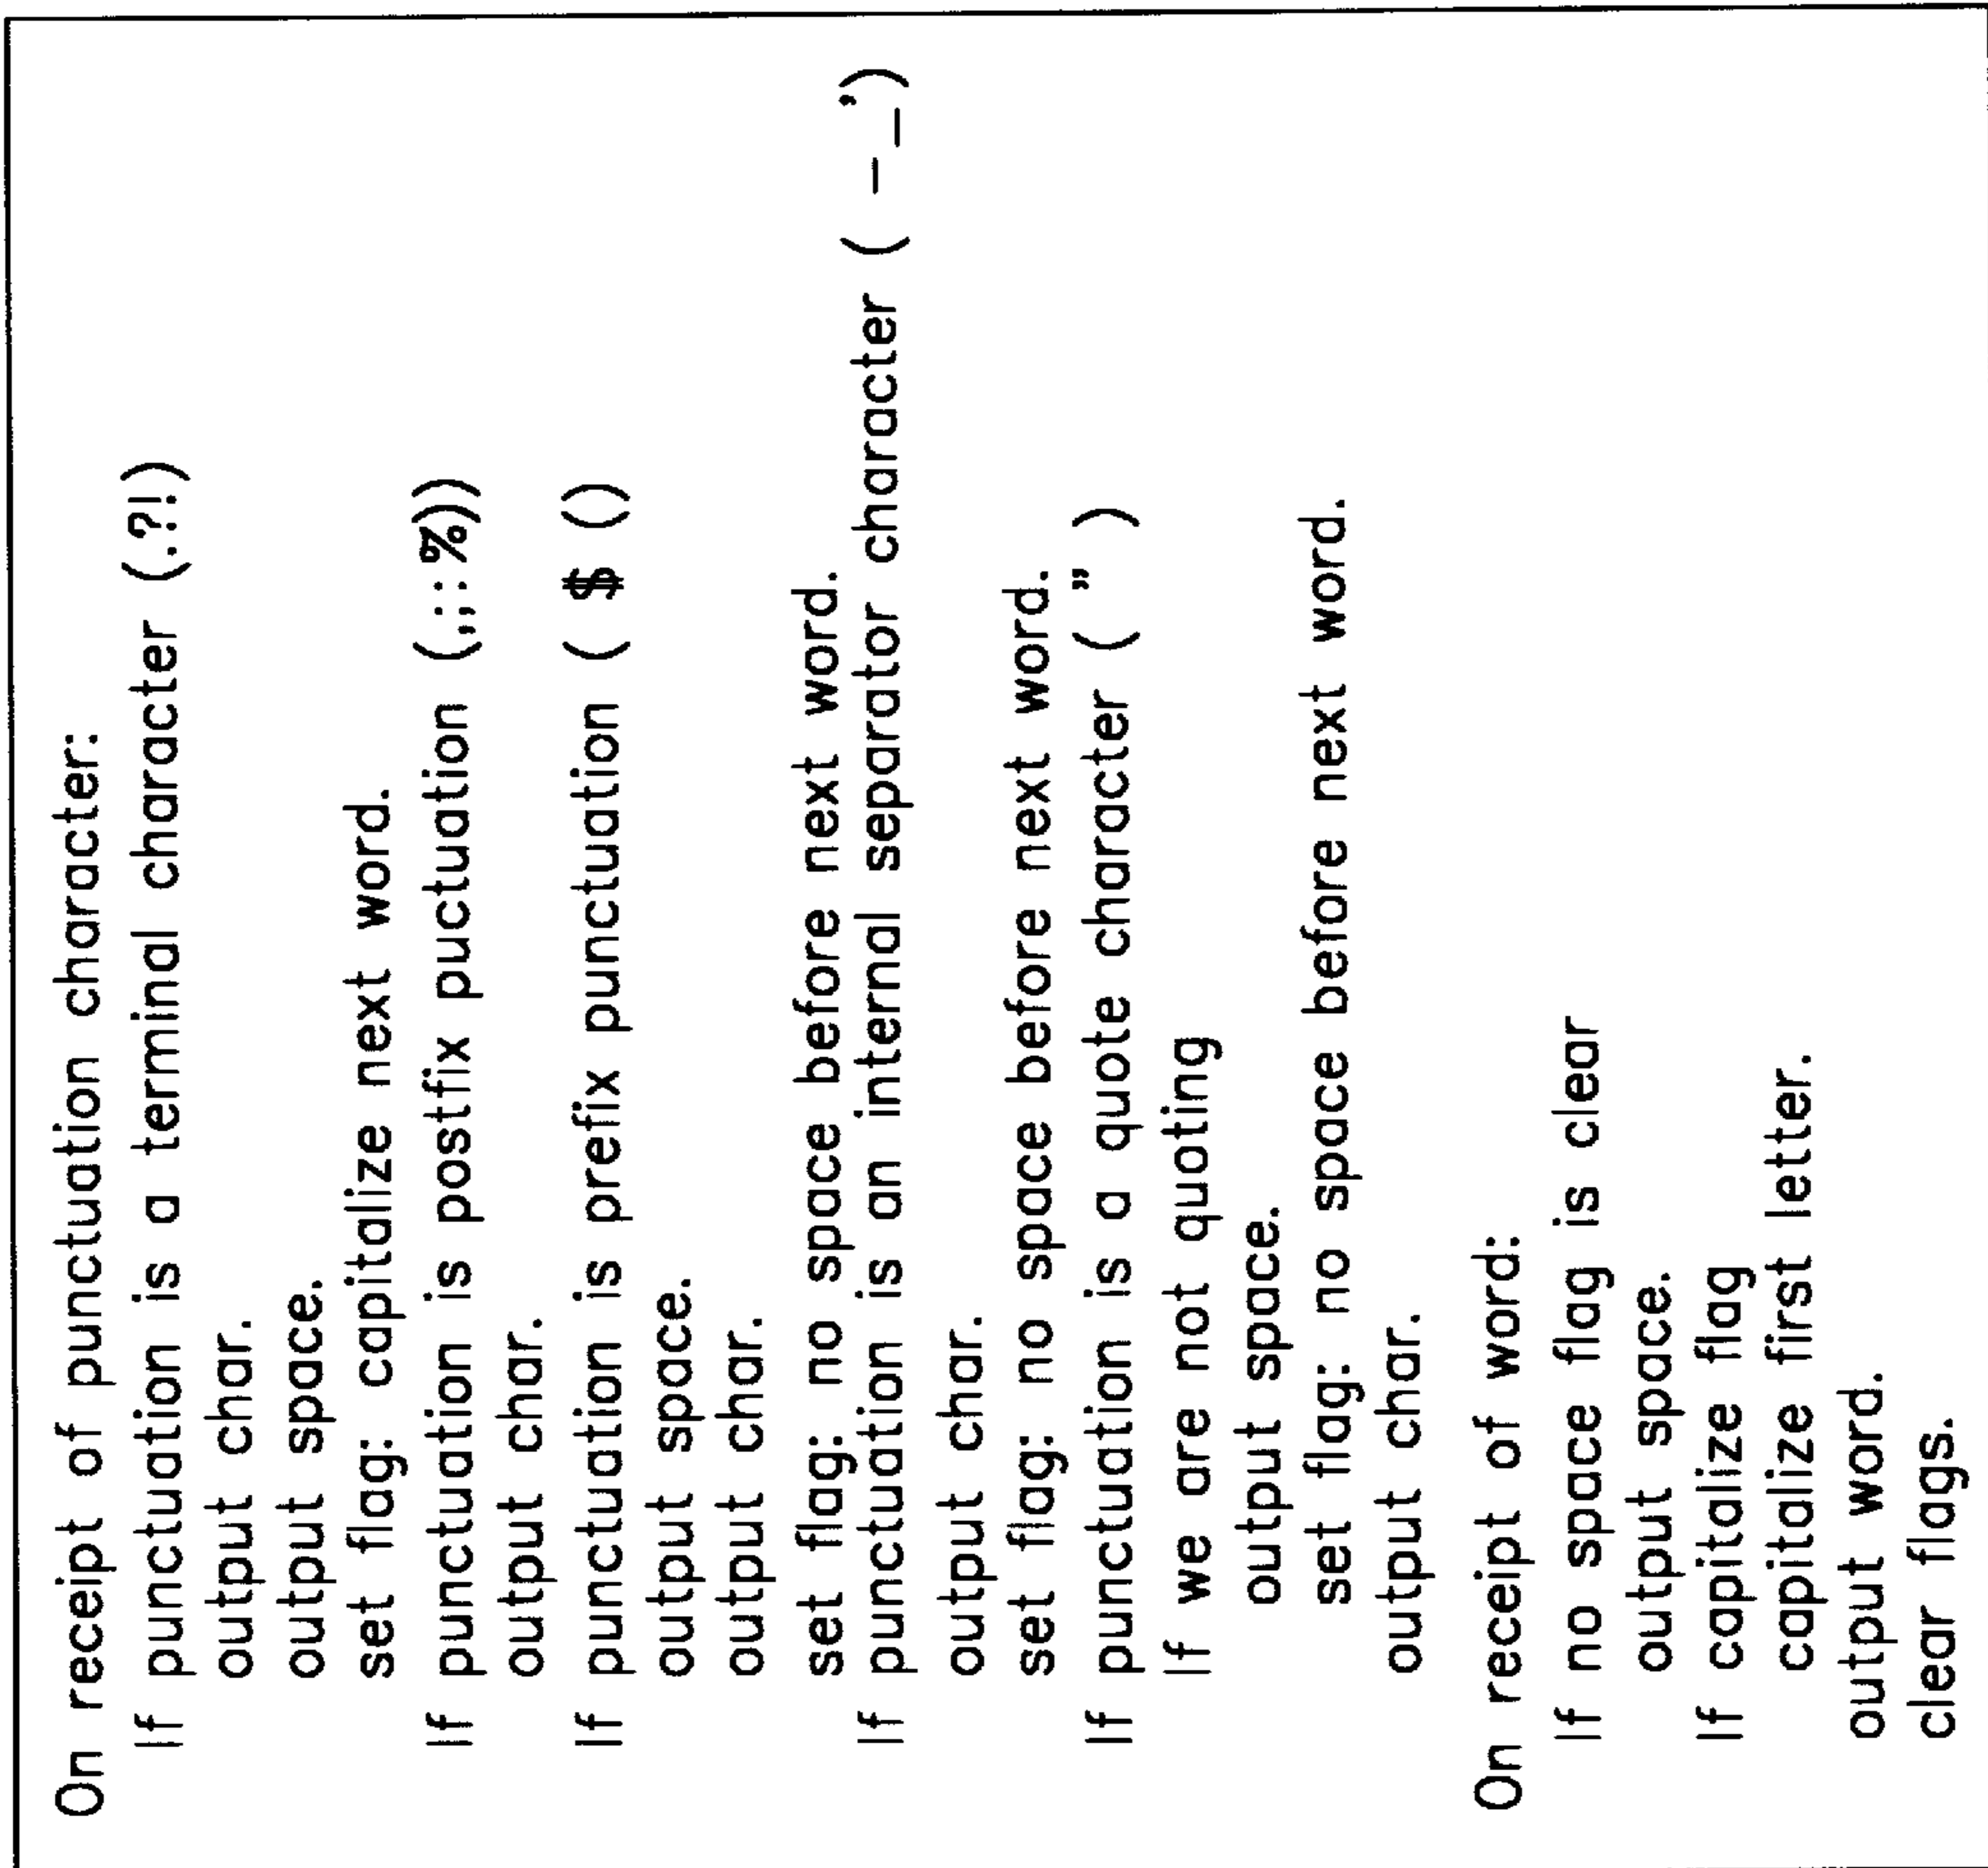 On receipt of punctuation character:
If punctuation is a terminal character (.?!)
output char.
output space.
set flag: capitalize next word.
If punctuation is postfix puctuation (,;:%))
output char.
If punctuation is prefix punctuation ( $ ()
output space.
output char.
set flag: no space before next word.
If punctuation is an internal separator character ( – _')
output char.
set flag: no space before next word.
If punctuation is a quote character ( " )
If we are not quoting
output space.
set flag: no space before next word.
output char.
On receipt of word:
If no space flag is clear
output space.
If capitalize flag
capitalize first letter.
output word.
clear flags.